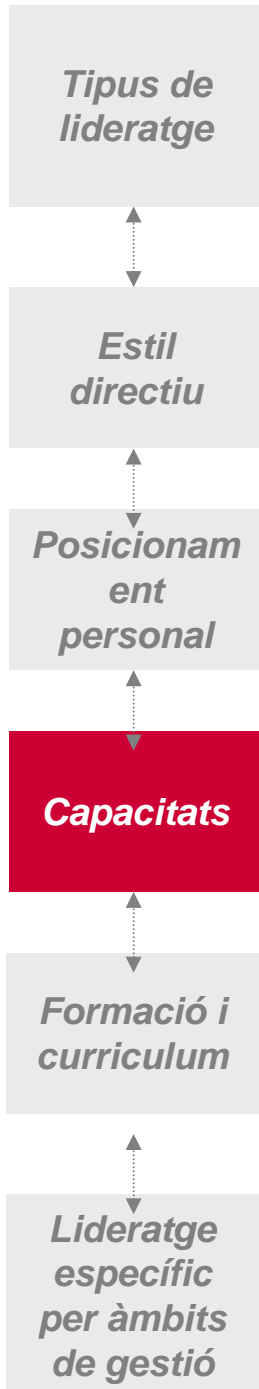 Tipus de
lideratge
Estil
directiu
Posicionam
ent
personal
Capacitats
Formació i
curriculum
Lideratge
específic
per àmbits
de gestió